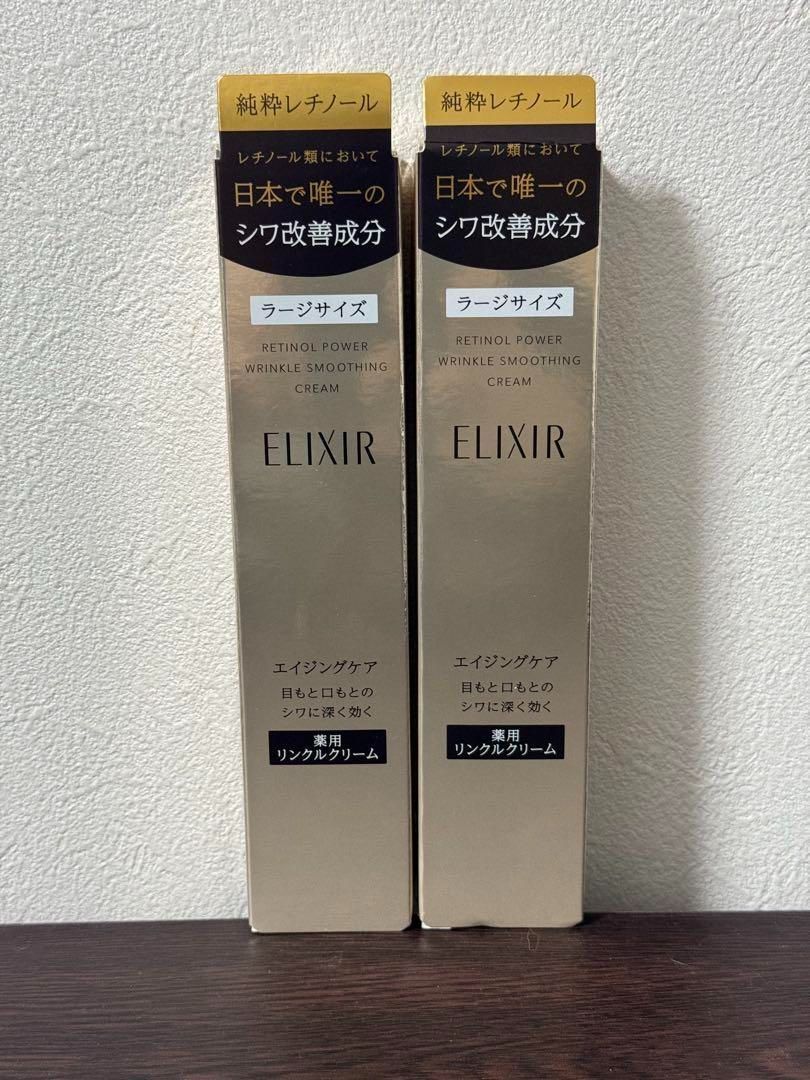 純粋レチノール
レチノール類において
日本で唯一の
シワ改善成分
ラージサイズ
RETINOL POWER
WRINKLE SMOOTHING
CREAM
ELIXIR
エイジングケア
目もと口もとの
シワに深く効く
薬用
リンクルクリーム
純粋レチノール
レチノール類において
日本で唯一の
シワ改善成分
ラージサイズ
RETINOL POWER
WRINKLE SMOOTHING
CREAM
ELIXIR
エイジングケア
目もと口もとの
シワに深く効く
薬用
リンクルクリーム